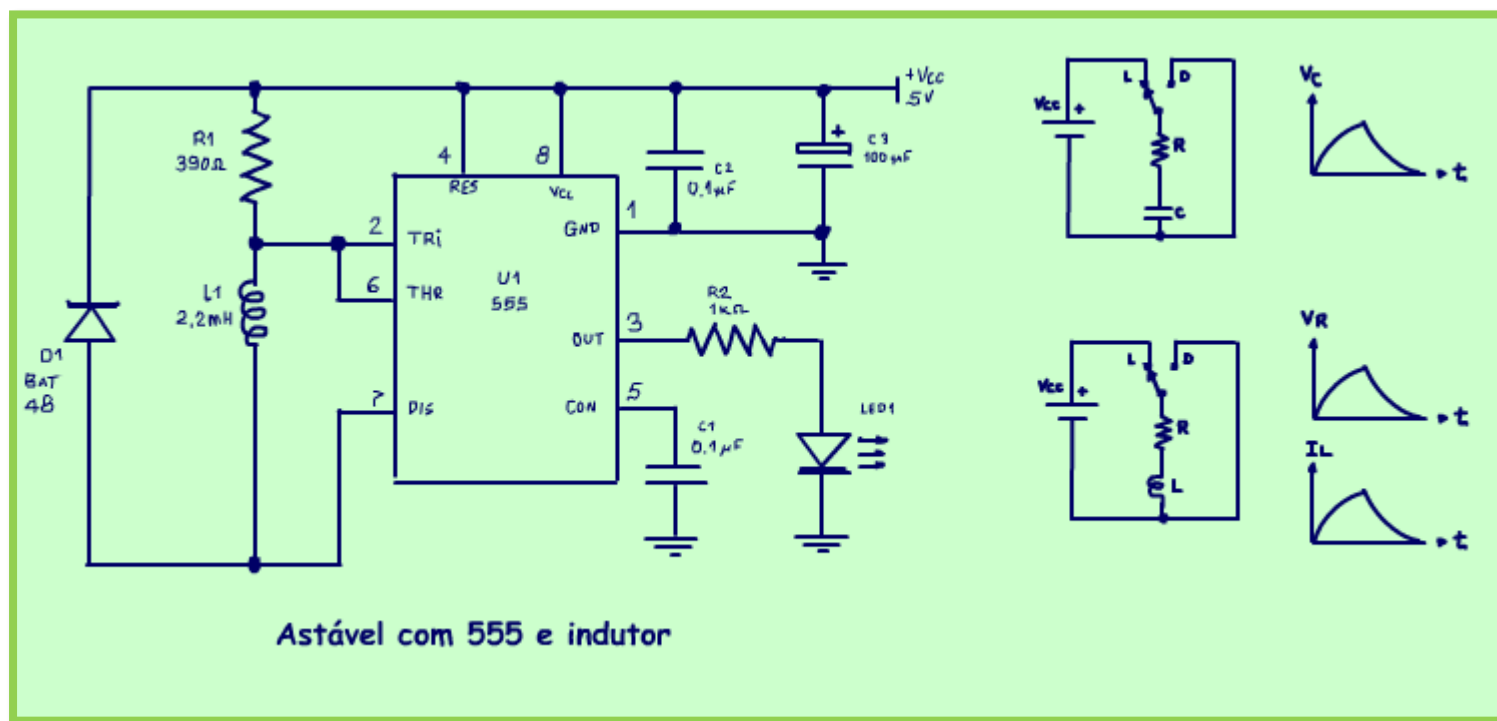 +Vcc
5V
R1
390Ω
4
8
RES
VCL
C2
0,1μF
+
C3
100μF
2
TRi
GND
1
6
THR
U1
555
L1
2,2mH
R2
1KΩ
OUT
3
D1
BAT
48
7
DIS
CON
5
C1
0,1μF
LED1
Astável com 555 e indutor
L
D
Vcc
+
R
C
VC
t
L
D
Vcc
+
R
L
VR
t
IL
t